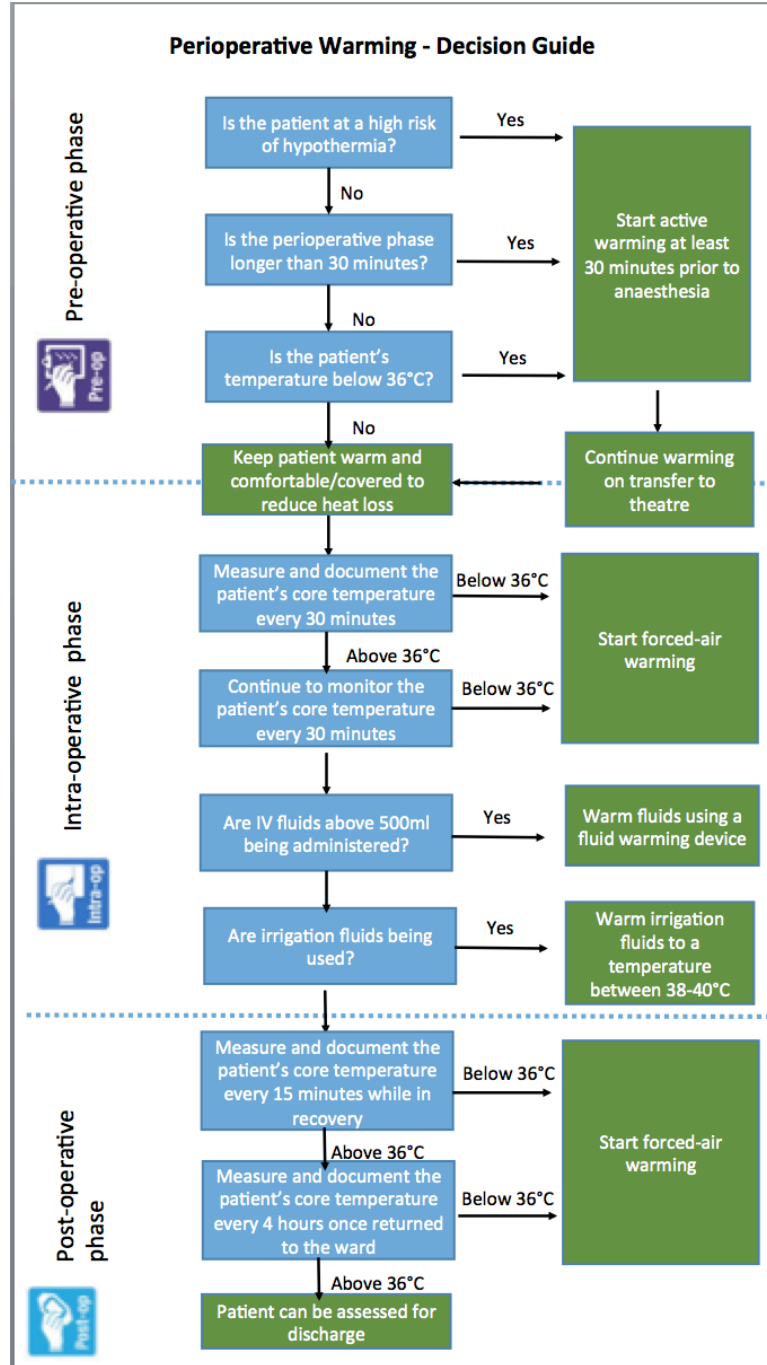 Perioperative Warming - Decision Guide
Pre-operative phase
Pre-op
Is the patient at a high risk
of hypothermia?
Yes
No
Is the perioperative phase
longer than 30 minutes?
Yes
No
Is the patient's
temperature below 36°C?
Yes
No
Start active
warming at least
30 minutes prior to
anaesthesia
Keep patient warm and
comfortable/covered to
reduce heat loss
Continue warming
on transfer to
theatre
Intra-operative phase
Intra-op
Measure and document the
patient's core temperature
every 30 minutes
Below 36°C
Above 36°C
Continue to monitor the
patient's core temperature
every 30 minutes
Below 36°C
Start forced-air
warming
Are IV fluids above 500ml
being administered?
Yes
Warm fluids using a
fluid warming device
Are irrigation fluids being
used?
Yes
Warm irrigation
fluids to a
temperature
between 38-40°C
Post-operative
phase
Post-op
Measure and document the
patient's core temperature
every 15 minutes while in
recovery
Below 36°C
Above 36°C
Measure and document the
patient's core temperature
every 4 hours once returned
to the ward
Below 36°C
Start forced-air
warming
Above 36°C
Patient can be assessed for
discharge